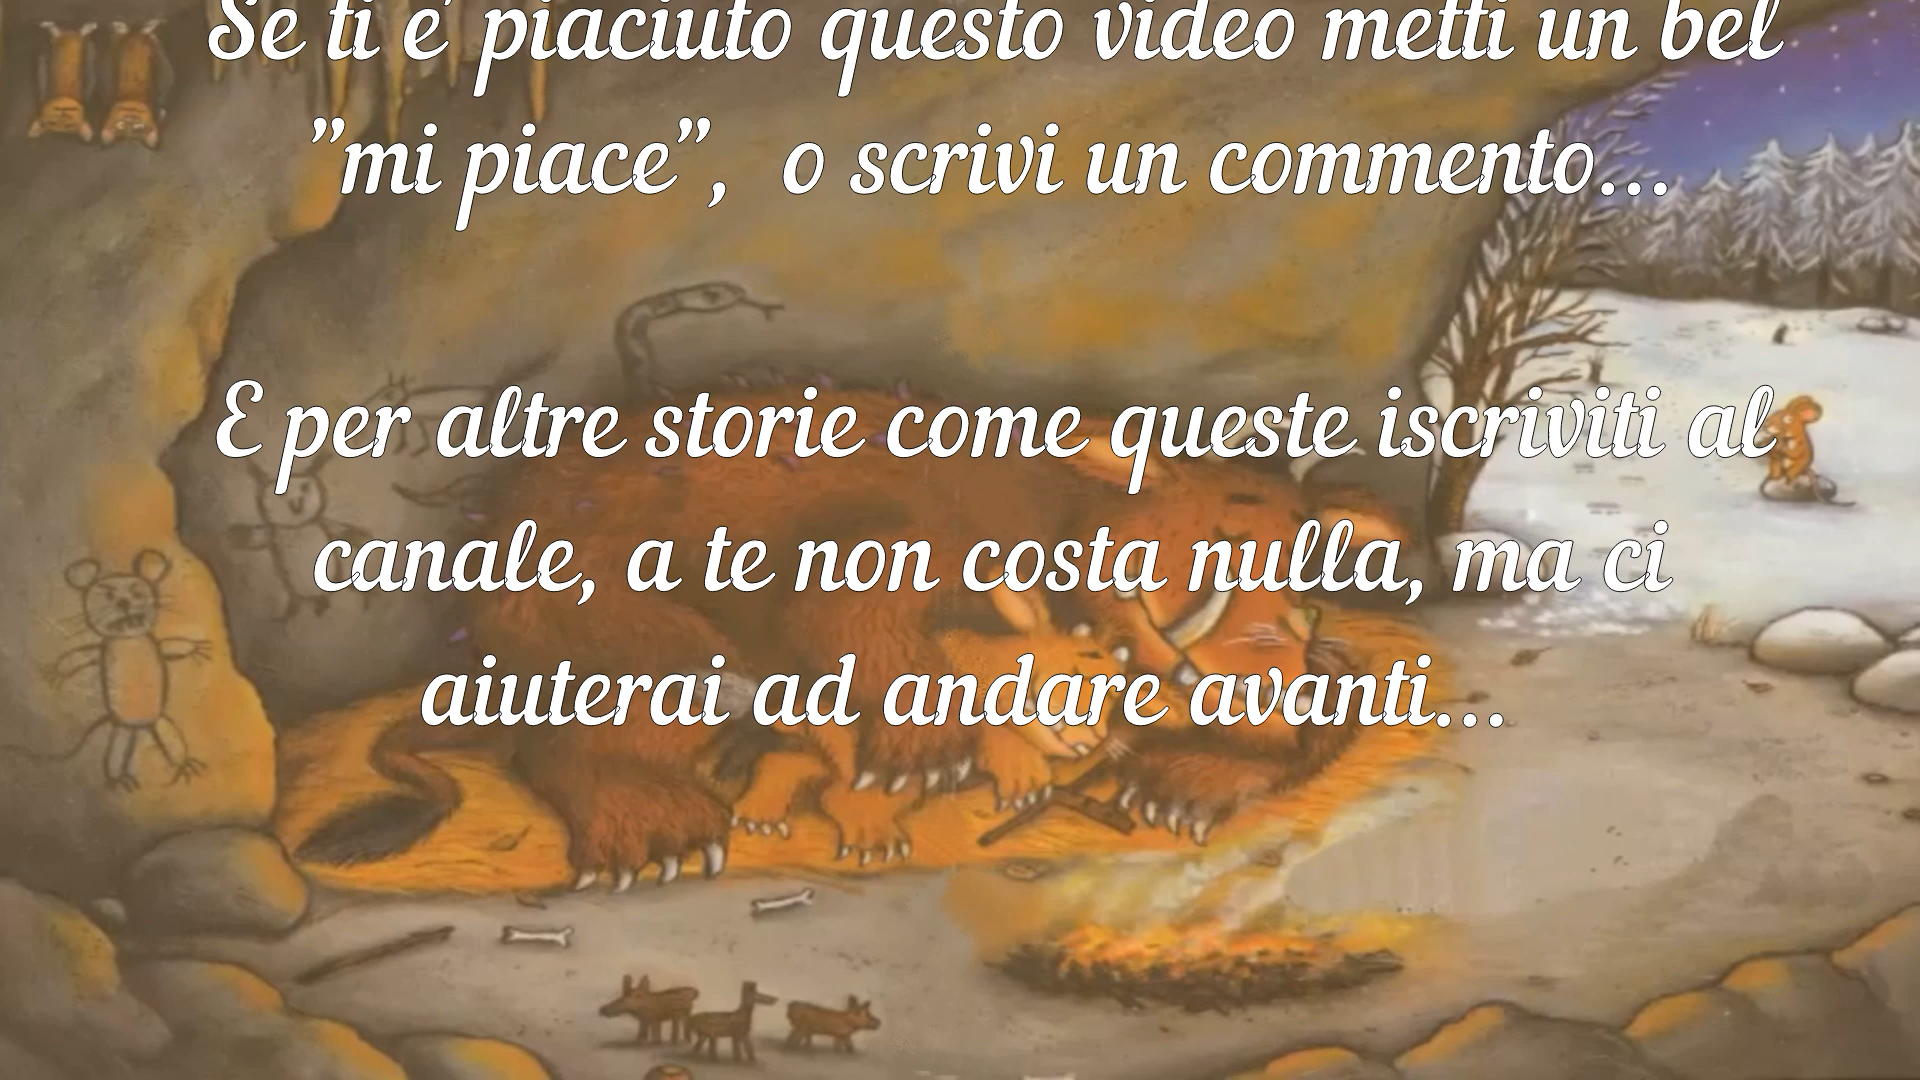 Se ti e' piaciuto questo video metti un bel
"mi piace", o scrivi un commento...
E per altre storie come queste iscriviti al
canale, a te non costa nulla, ma ci
aiuterai ad andare avanti...